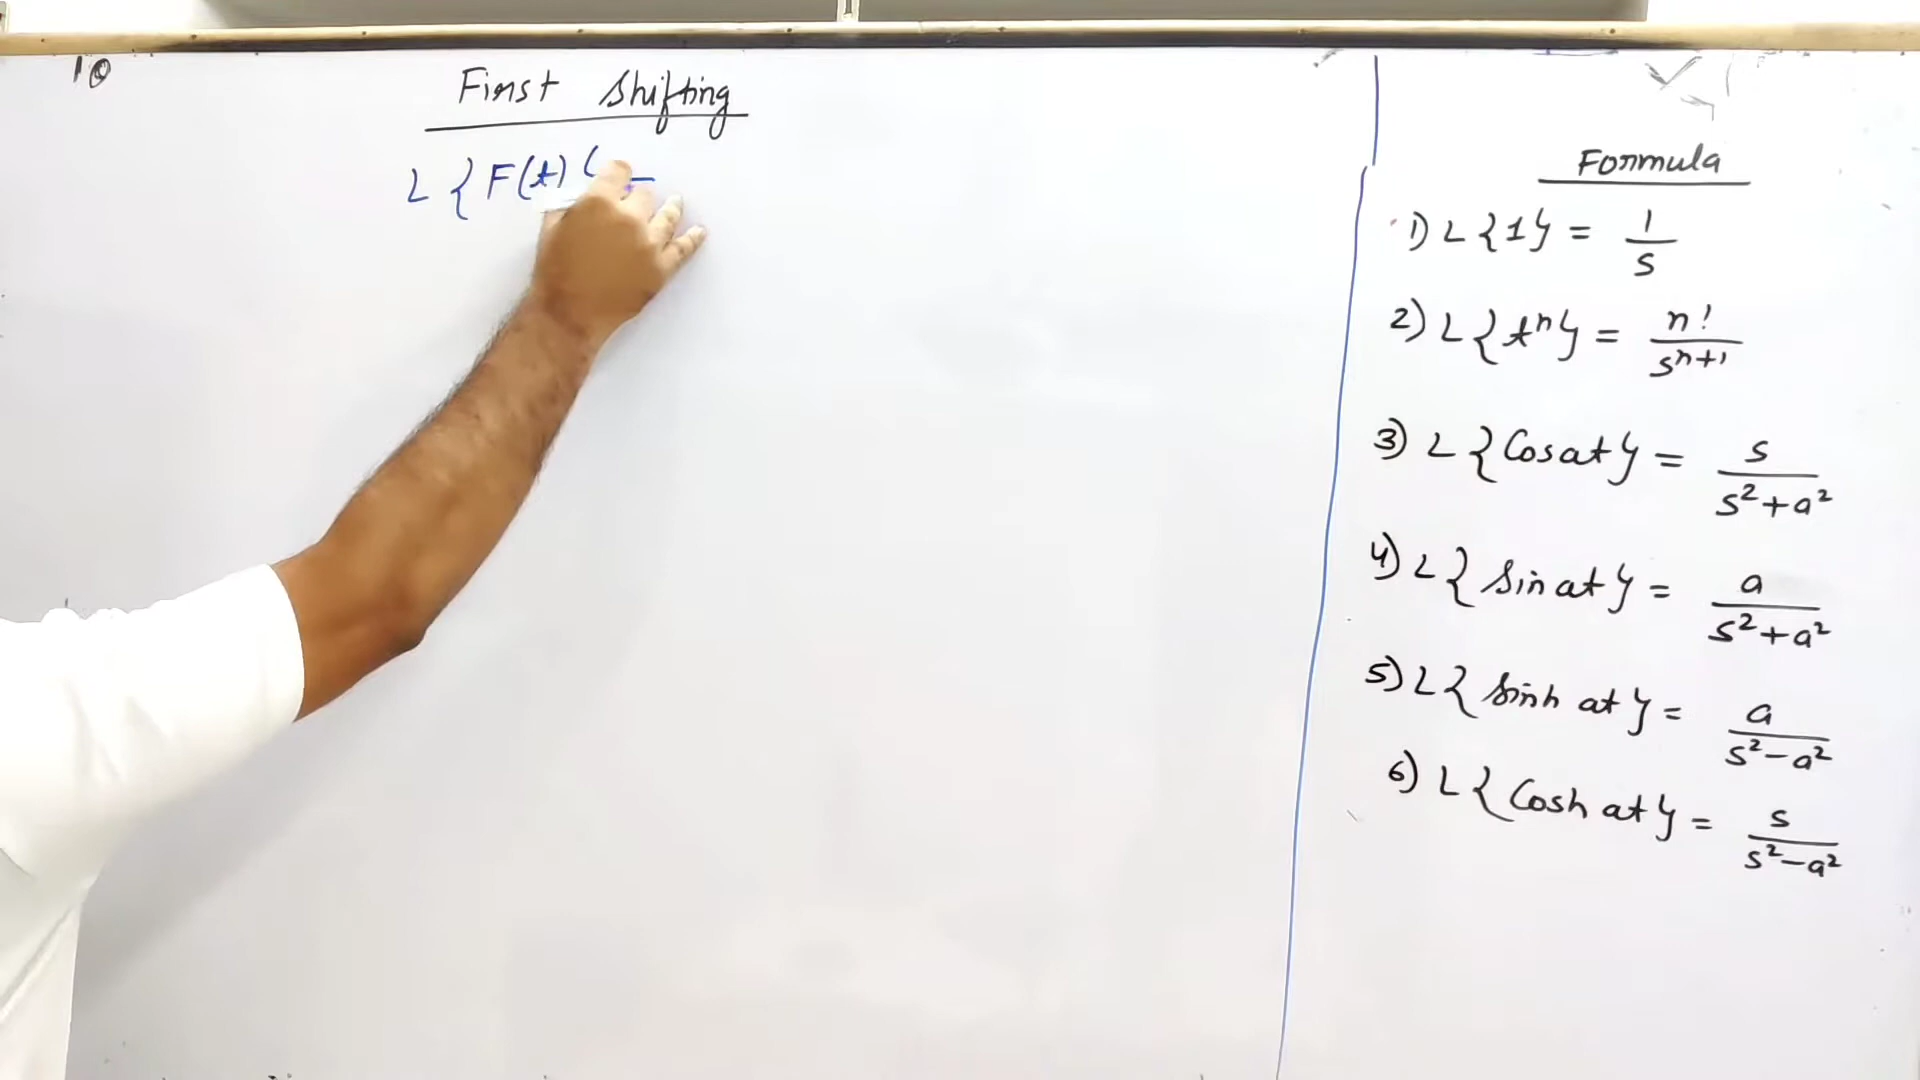 10
First Shifting
L { F(t) } =
Formula
1) L {1} = 1/s
2) L {t^n} = n!/s^{n+1}
3) L {Cos at} = s/(s²+a²)
4) L { Sin at } = a/(s²+a²)
5) L { Sinh at } = a/(s²-a²)
6) L { Cosh at } = s/(s²-a²)